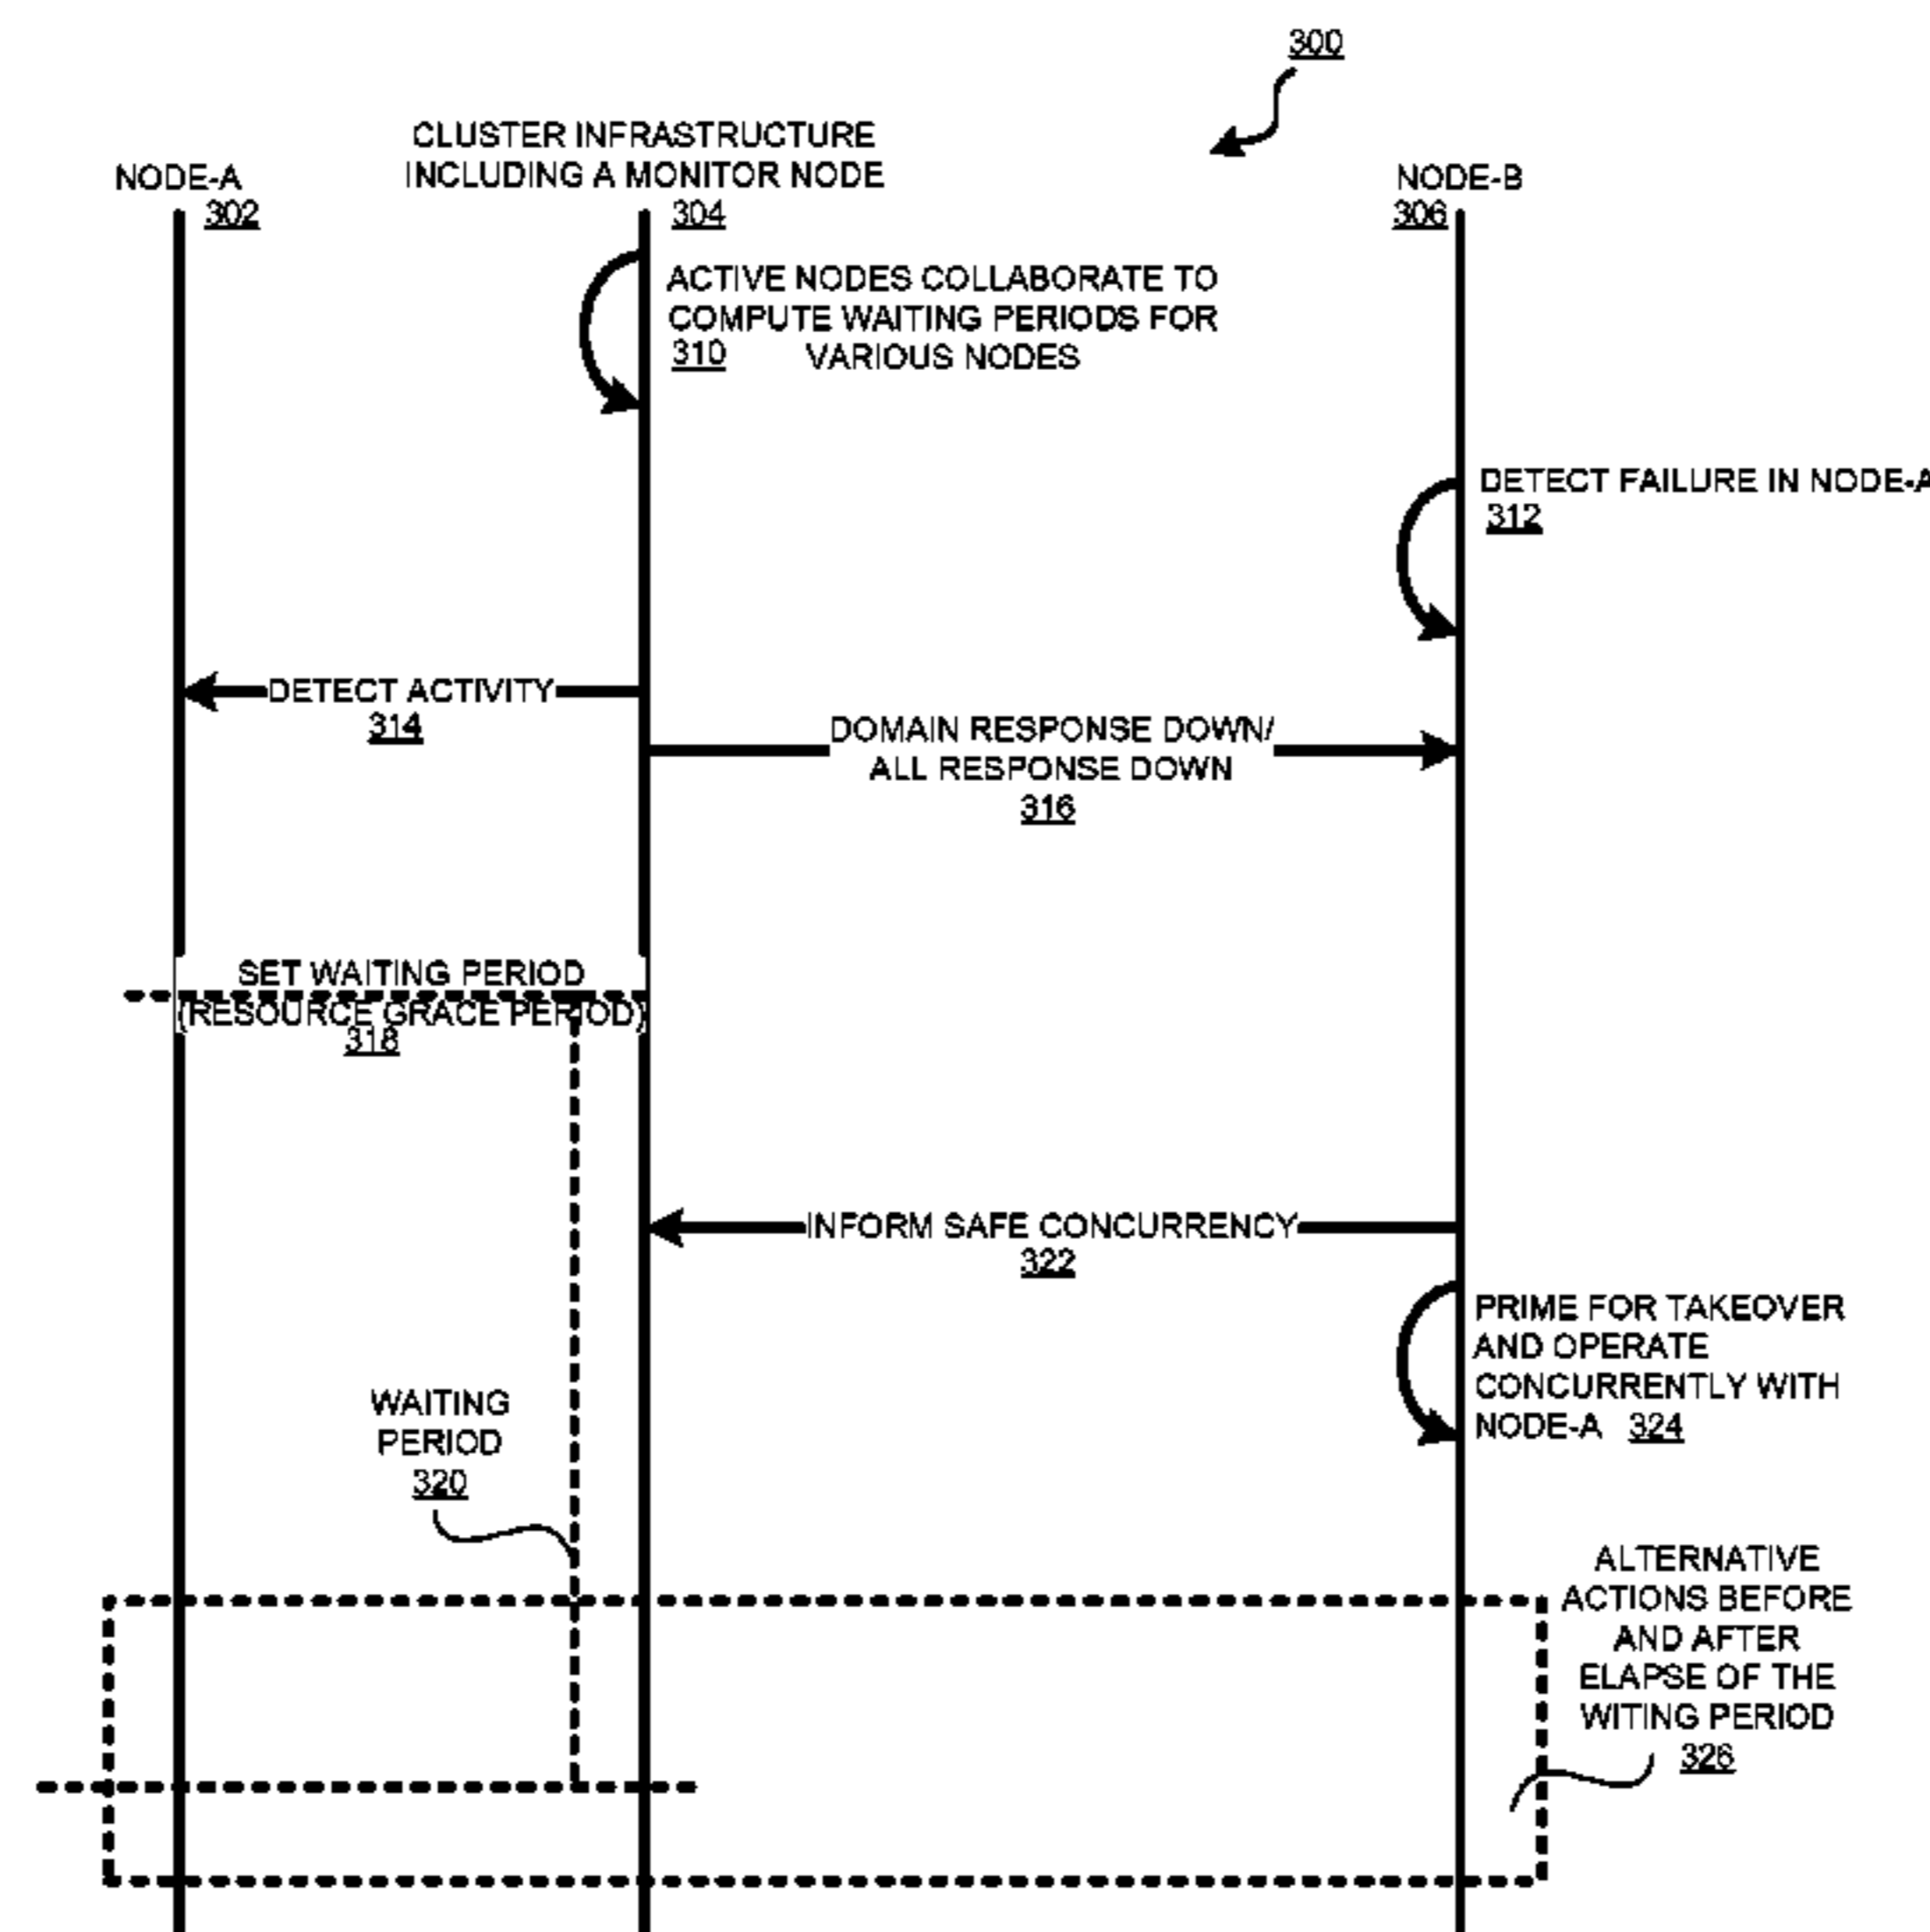 300
CLUSTER INFRASTRUCTURE
INCLUDING A MONITOR NODE
304
NODE-A
302
NODE-B
306
ACTIVE NODES COLLABORATE TO
COMPUTE WAITING PERIODS FOR
310 VARIOUS NODES
DETECT FAILURE IN NODE-A
312
DETECT ACTIVITY
314
DOMAIN RESPONSE DOWN/
ALL RESPONSE DOWN
316
SET WAITING PERIOD
(RESOURCE GRACE PERIOD)
318
INFORM SAFE CONCURRENCY
322
PRIME FOR TAKEOVER
AND OPERATE
CONCURRENTLY WITH
NODE-A 324
WAITING
PERIOD
320
ALTERNATIVE
ACTIONS BEFORE
AND AFTER
ELAPSE OF THE
WITING PERIOD
326